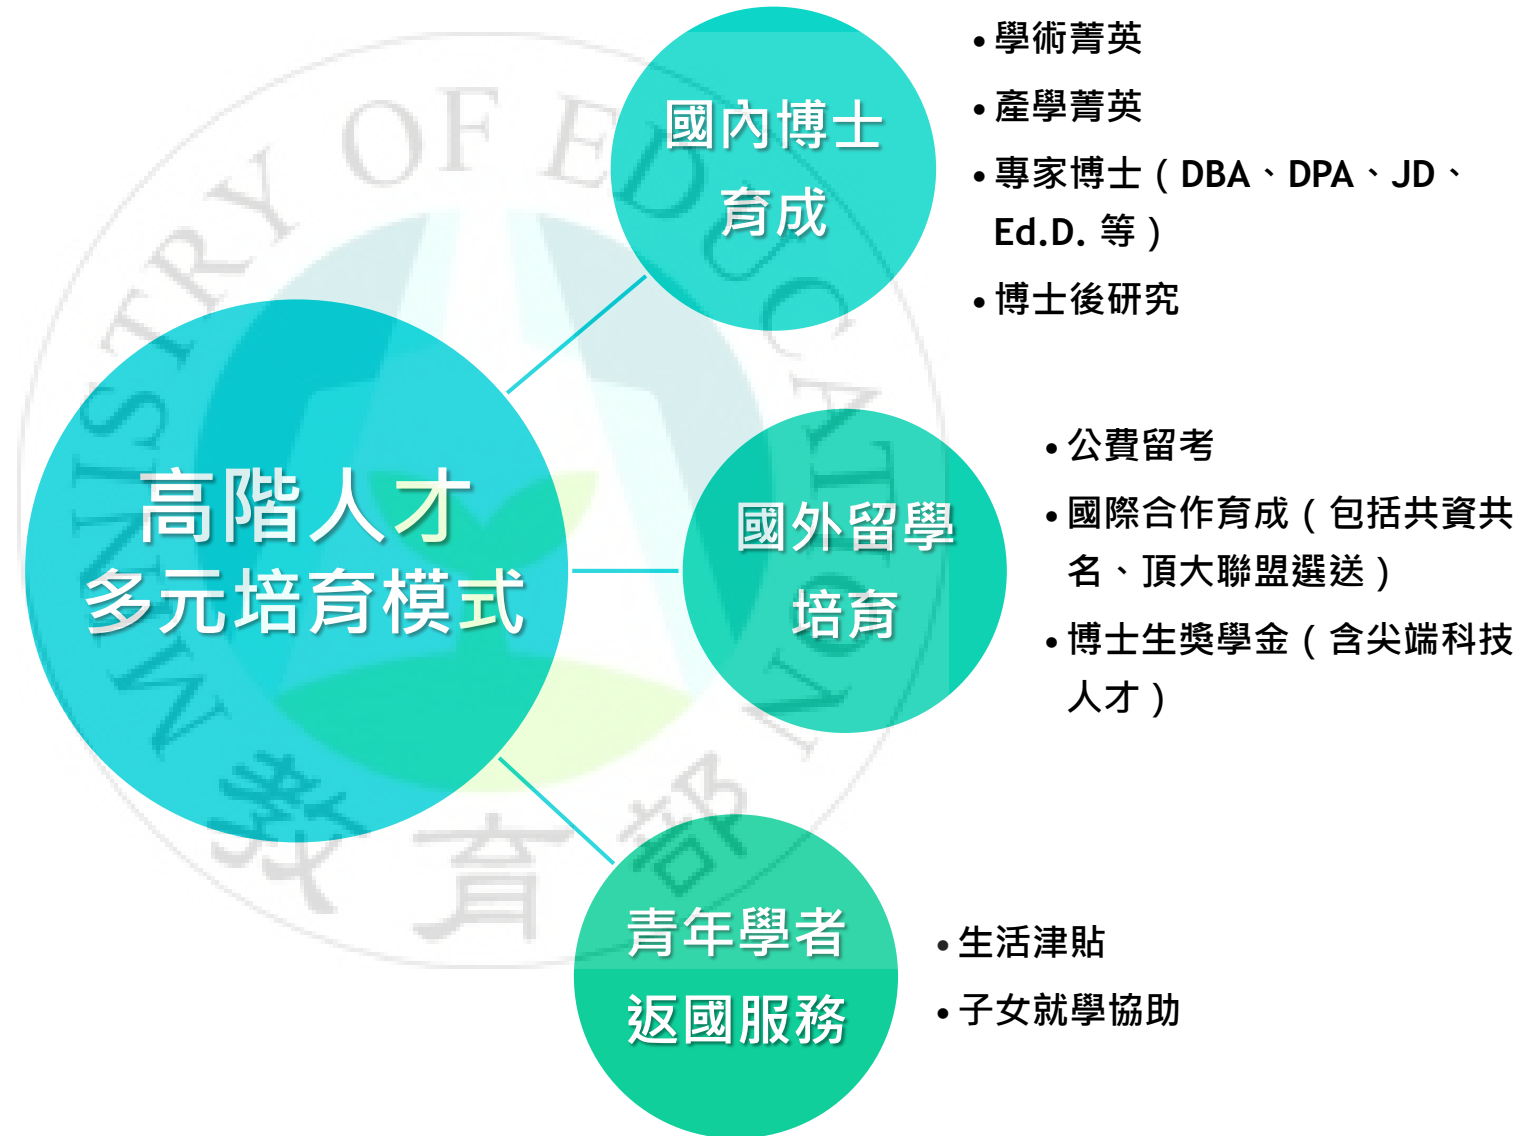 高階人才
多元培育模式
國內博士
育成
• 學術菁英
• 產學菁英
• 專家博士（DBA、DPA、JD、
Ed.D. 等）
• 博士後研究
國外留學
培育
• 公費留考
• 國際合作育成（包括共資共
名、頂大聯盟選送）
• 博士生獎學金（含尖端科技
人才）
青年學者
返國服務
• 生活津貼
• 子女就學協助
MINISTRY OF EDUCATION
教育部